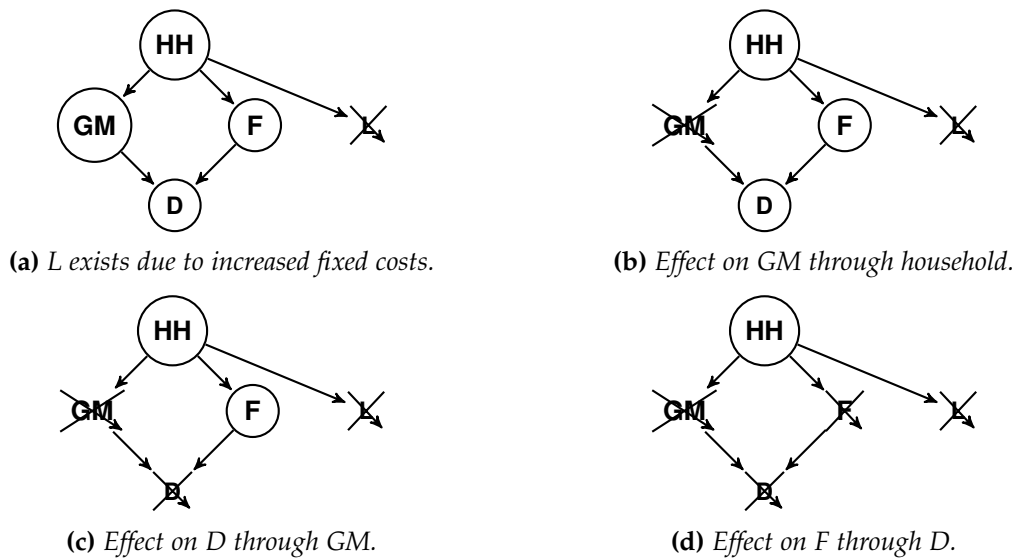 HH
GM
F
L
D
(a) L exists due to increased fixed costs.
HH
GM
F
L
D
(b) Effect on GM through household.
HH
GM
F
L
D
(c) Effect on D through GM.
HH
GM
F
L
D
(d) Effect on F through D.